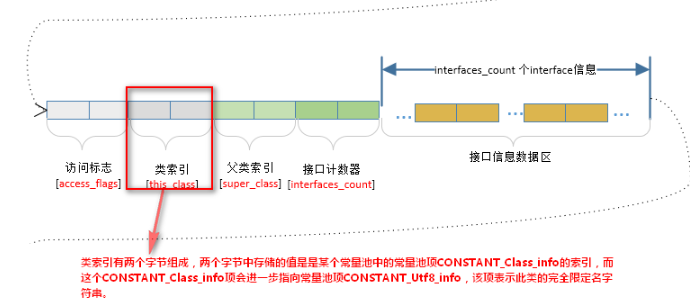 interfaces_count 个interface信息
... ... ...
访问标志 类索引 父类索引 接口计数器 接口信息数据区
[access_flags] [this_class] [super_class] [interfaces_count]
类索引有两个字节组成，两个字节中存储的值是是某个常量池中的常量池项CONSTANT_Class_info的索引，而
这个CONSTANT_Class_info项会进一步指向常量池项CONSTANT_Utf8_info，该项表示此类的完全限定名字
符串。